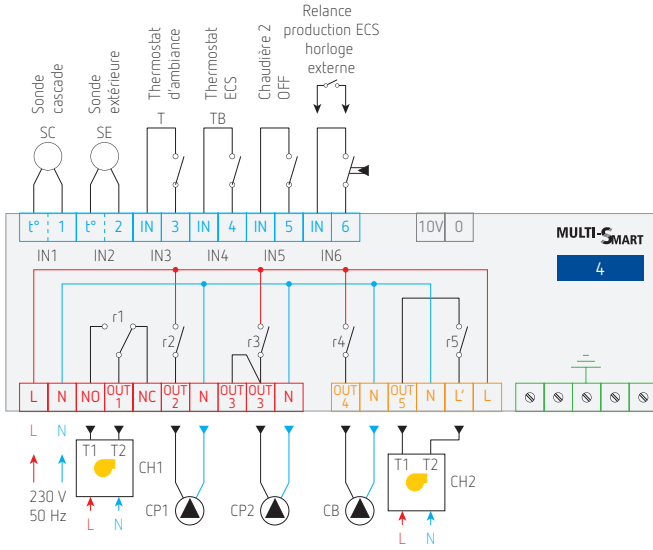 Relance
production ECS
horloge
externe
Sonde
cascade
Sonde
extérieure
Thermostat
d'ambiance
Thermostat
ECS
Chaudière 2
OFF
SC
SE
T
TB
t° 1 t° 2 IN 3 IN 4 IN 5 IN 6 10V 0
IN1 IN2 IN3 IN4 IN5 IN6
MULTI-SMART
4
r1
r2 r3 r4 r5
L N NO OUT 1 NC OUT 2 N OUT 3 OUT 3 N OUT 4 N OUT 5 N L' L
L N
T1 T2
CH1
230 V
50 Hz
L N
CP1
CP2
CB
T1 T2
CH2
L N